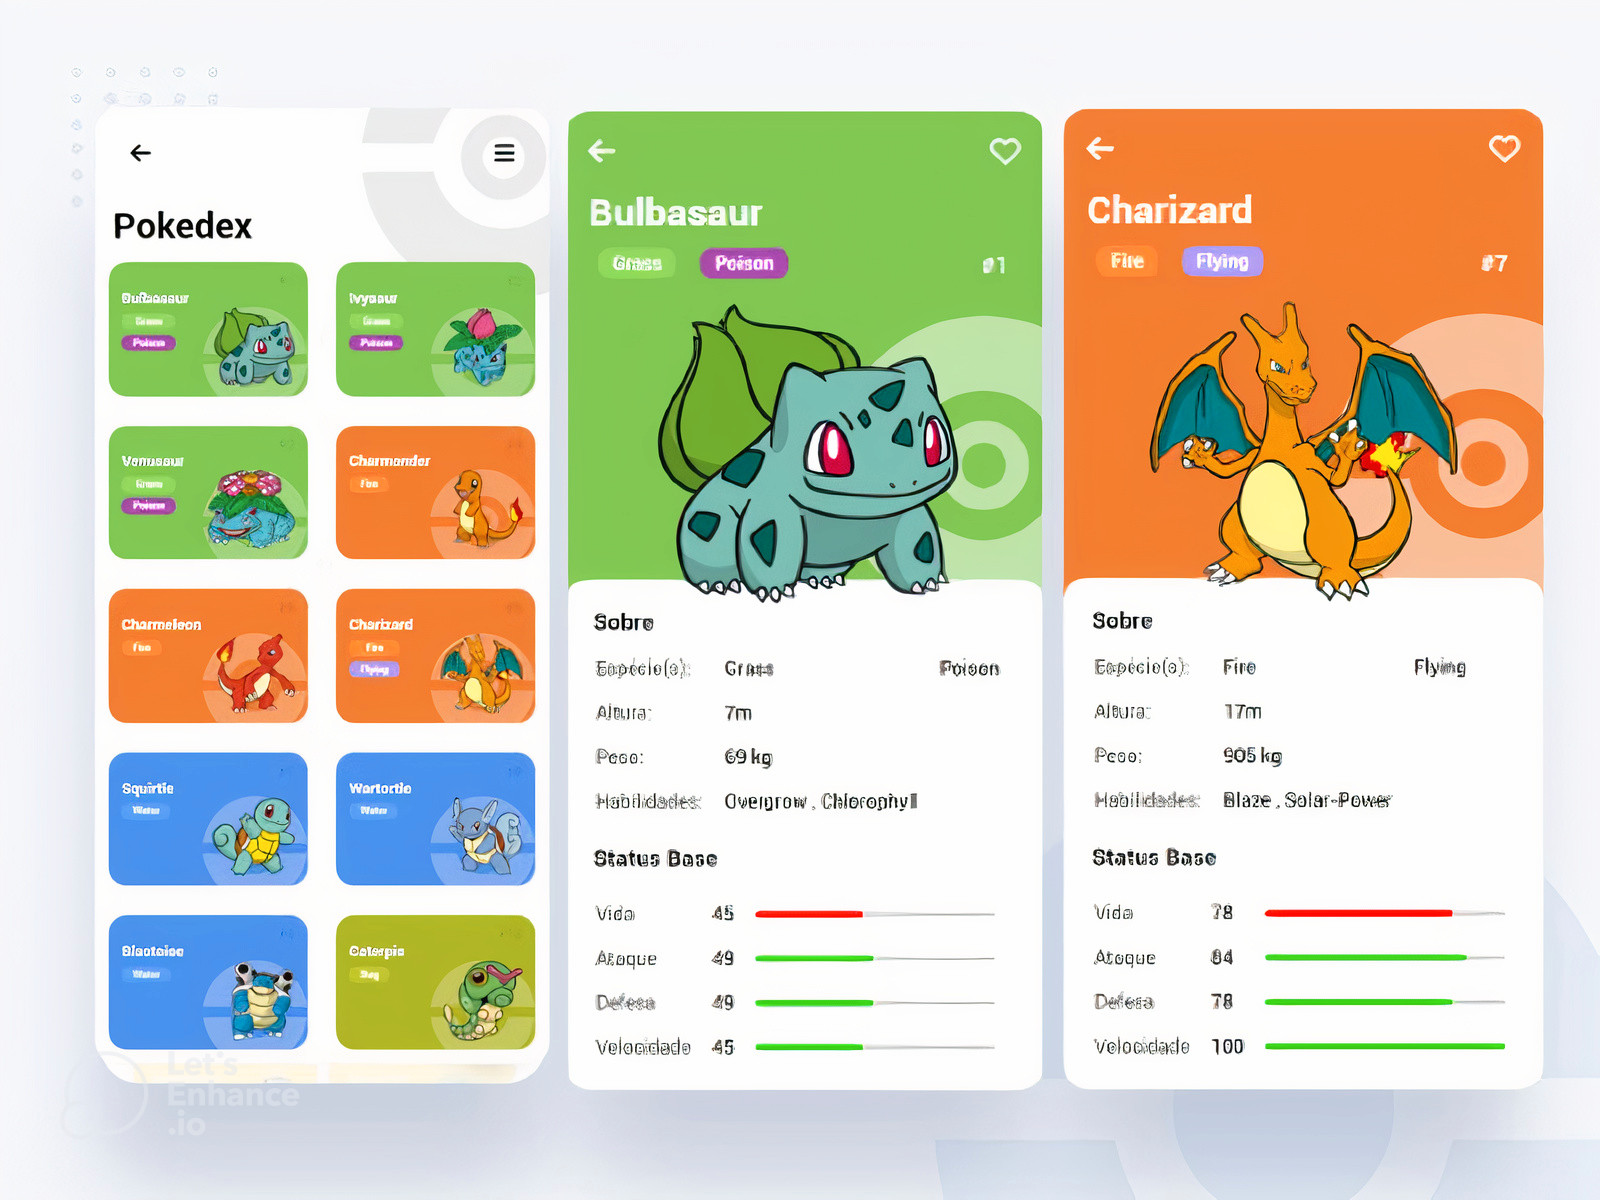 Pokedex
Bulbasaur
Grass
Poison
Ivysaur
Grass
Poison
Venusaur
Grass
Poison
Charmander
Fire
Charmeleon
Fire
Charizard
Fire
Flying
Squirtle
Water
Wartortle
Water
Blastoise
Water
Caterpie
Bulbasaur
Grass Poison #1
Sobre
Espécie(s): Grass Poison
Altura: 7m
Peso: 69 kg
Habilidades: Overgrow , Chlorophyll
Status Base
Vida 45
Ataque 49
Defesa 49
Velocidade 45
Charizard
Fire Flying #7
Sobre
Espécie(s): Fire Flying
Altura: 17m
Peso: 905 kg
Habilidades: Blaze , Solar-Power
Status Base
Vida 78
Ataque 84
Defesa 78
Velocidade 100
Let's
Enhance
.io